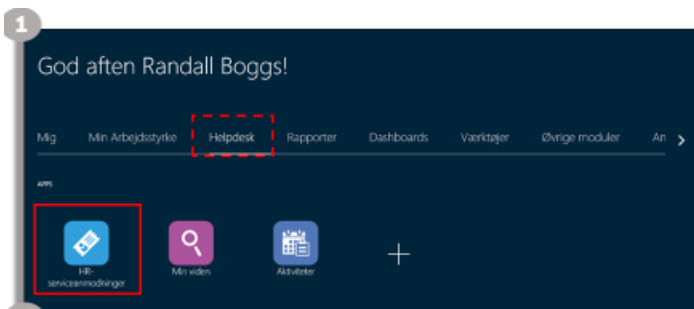 1
God aften Randall Boggs!
Mig Min Arbejdsstyrke Helpdesk Rapporter Dashboards Værktøjer Øvrige moduler An
APPS
HR-
serviceanmodninger
Min viden
Aktiviteter